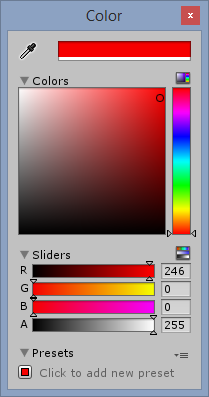 Color
Colors
Sliders
R 246
G 0
B 0
A 255
Presets
Click to add new preset